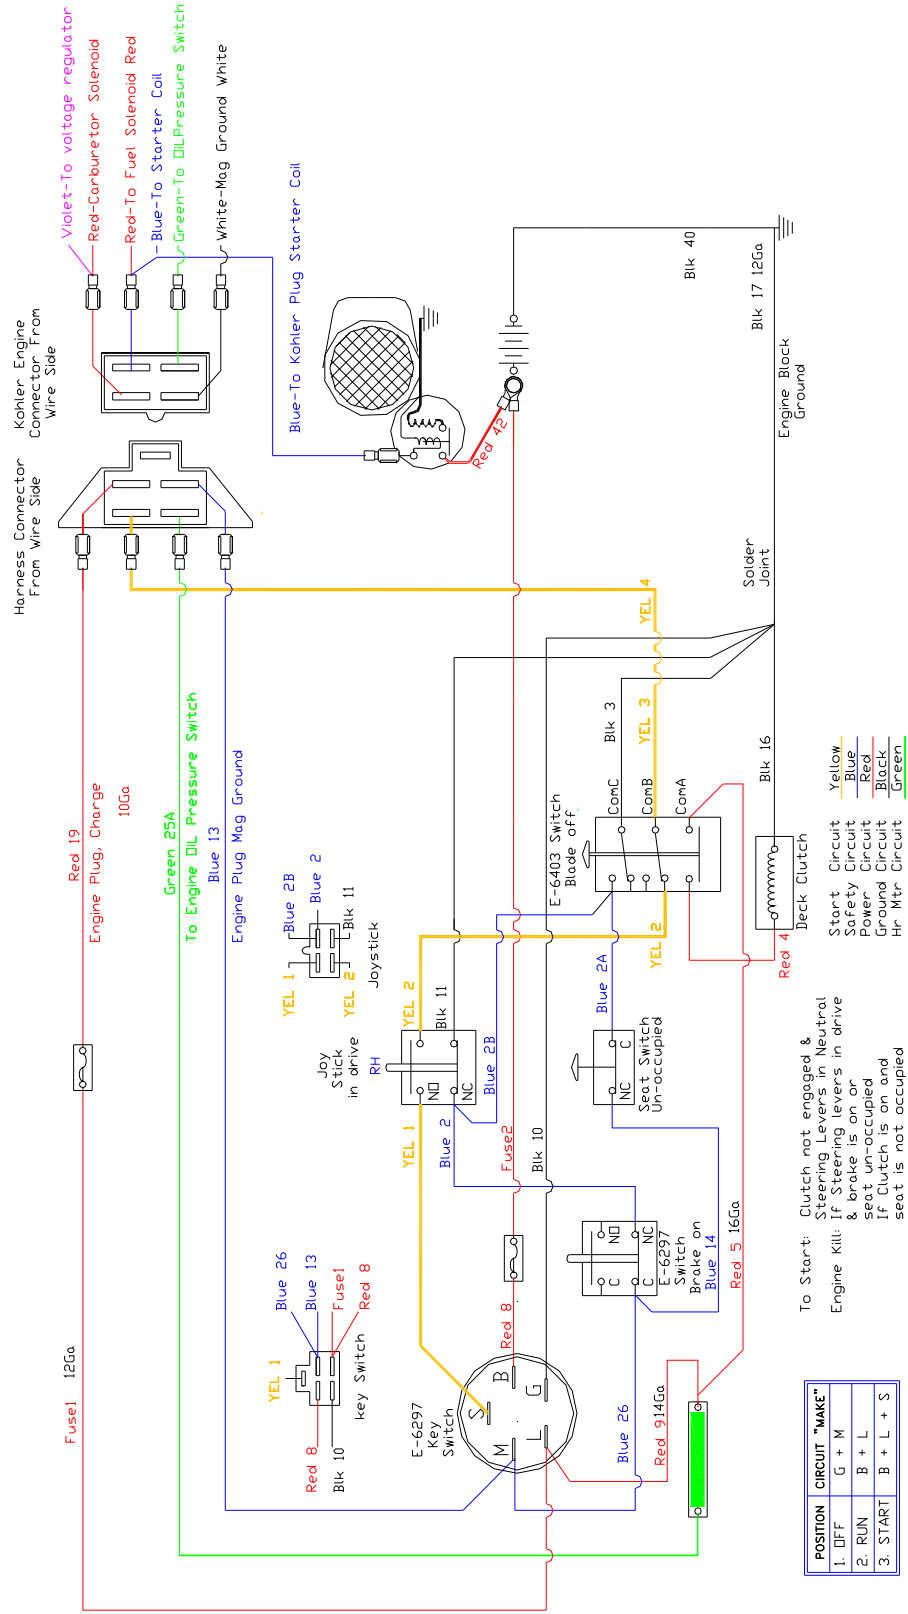 Violet-To voltage regulator
Red-Carburetor Solenoid
Red-To Fuel Solenoid Red
Blue-To Starter Coil
Green-To OiLPressure Switch
White-Mag Ground White
Kohler Engine
Connector From
Wire Side
Blue-To Kohler Plug Starter Coil
Harness Connector
From Wire Side
Red 42
Blk 40
Blk 17 12Ga
Engine Block
Ground
Solder
Joint
YEL 4
YEL 3
Blk 3
Blk 16
Red 19
Engine Plug, Charge
10Ga
Green 25A
To Engine OiL Pressure Switch
Blue 13
Engine Plug Mag Ground
Blue 2B
Blue 2
YEL 1
YEL 2
Blk 11
Joystick
E-6403 Switch
Blade off
ComC
ComB
ComA
Deck Clutch
Red 4
YEL 2
Blue 2A
Joy
Stick
in drive
RH
YEL 2
Blk 11
NO
NC
Blue 2B
YEL 1
Blue 2
Seat Switch
Un-occupied
NC
C
Fuse2
Blk 10
E-6297
Switch
Brake on
Blue 14
C
NO
C
NC
Red 5 16Ga
Blue 26
Blue 13
Fuse1
Red 8
YEL 1
Red 8
Blk 10
key Switch
Red 8
E-6297
Key
Switch
S
B
M
L
G
Blue 26
Red 914Ga
Fuse1 12Ga
Start Circuit Yellow
Safety Circuit Blue
Power Circuit Red
Ground Circuit Black
Hr Mtr Circuit Green
To Start: Clutch not engaged &
Steering Levers in Neutral
Engine Kill: If Steering levers in drive
& brake is on or
seat un-occupied
If Clutch is on and
seat is not occupied
POSITION CIRCUIT "MAKE"
1. OFF G + M
2. RUN B + L
3. START B + L + S